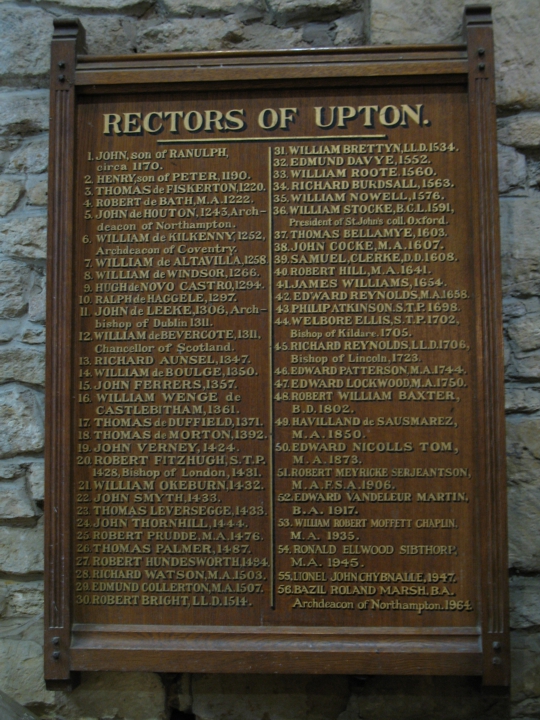 RECTORS OF UPTON.
1. JOHN, son of RANULPH,
circa 1170.
2. HENRY, son of PETER, 1190.
3. THOMAS de FISKERTON, 1220.
4. ROBERT de BATH, M.A. 1222.
5. JOHN de HOUTON, 1243, Arch-
deacon of Northampton.
6. WILLIAM de KILKENNY, 1252,
Archdeacon of Coventry.
7. WILLIAM de ALTAVILLA, 1258.
8. WILLIAM de WINDSOR, 1266.
9. HUGH de NOVO CASTRO, 1294.
10. RALPH de HAGGELE, 1297.
11. JOHN de LEEKE, 1306, Arch-
bishop of Dublin 1311.
12. WILLIAM de BEVERCOTE, 1311,
Chancellor of Scotland.
13. RICHARD AUNSEL, 1347.
14. WILLIAM de BOULGE, 1350.
15. JOHN FERRERS, 1357.
16. WILLIAM WENGE de
CASTLEBITHAM, 1361.
17. THOMAS de DUFFIELD, 1371.
18. THOMAS de MORTON, 1392.
19. JOHN VERNEY, 1424.
20. ROBERT FITZHUGH, S.T.P.
1428, Bishop of London, 1431.
21. WILLIAM OKEBURN, 1432.
22. JOHN SMYTH, 1433.
23. THOMAS LEVERSEGGE, 1433.
24. JOHN THORNHILL, 1444.
25. ROBERT PRUDDE, M.A. 1476.
26. THOMAS PALMER, 1487.
27. ROBERT HUNDESWORTH, 1494.
28. RICHARD WATSON, M.A. 1503.
29. EDMUND COLLERTON, M.A. 1507.
30. ROBERT BRIGHT, LL.D. 1514.
31. WILLIAM BRETTYN, LL.D. 1534.
32. EDMUND DAVYE, 1552.
33. WILLIAM ROOTE, 1560.
34. RICHARD BURDSALL, 1563.
35. WILLIAM NOWELL, 1576.
36. WILLIAM STOCKE, B.C.L. 1591,
President of St. John's coll. Oxford.
37. THOMAS BELLAMYE, 1603.
38. JOHN COCKE, M.A. 1607.
39. SAMUEL, CLERKE, D.D. 1608.
40. ROBERT HILL, M.A. 1641.
41. JAMES WILLIAMS, 1654.
42. EDWARD REYNOLDS, M.A. 1658.
43. PHILIP ATKINSON, S.T.P. 1698.
44. WELBORE ELLIS, S.T.P. 1702,
Bishop of Kildare, 1705.
45. RICHARD REYNOLDS, LL.D. 1706,
Bishop of Lincoln, 1723.
46. EDWARD PATTERSON, M.A. 1744.
47. EDWARD LOCKWOOD, M.A. 1750.
48. ROBERT WILLIAM BAXTER,
B.D. 1802.
49. HAVILLAND de SAUSMAREZ,
M.A. 1850.
50. EDWARD NICOLLS TOM,
M.A. 1873.
51. ROBERT MEYRICKE SERJEANTSON,
M.A. F.S.A. 1906.
52. EDWARD VANDELEUR MARTIN,
B.A. 1917.
53. WILLIAM ROBERT MOFFETT CHAPLIN.
M.A. 1935.
54. RONALD ELLWOOD SIBTHORP,
M.A. 1945.
55. LIONEL JOHN CHYBNALUE, 1947.
56. BAZIL ROLAND MARSH. B.A.
Archdeacon of Northampton. 1964